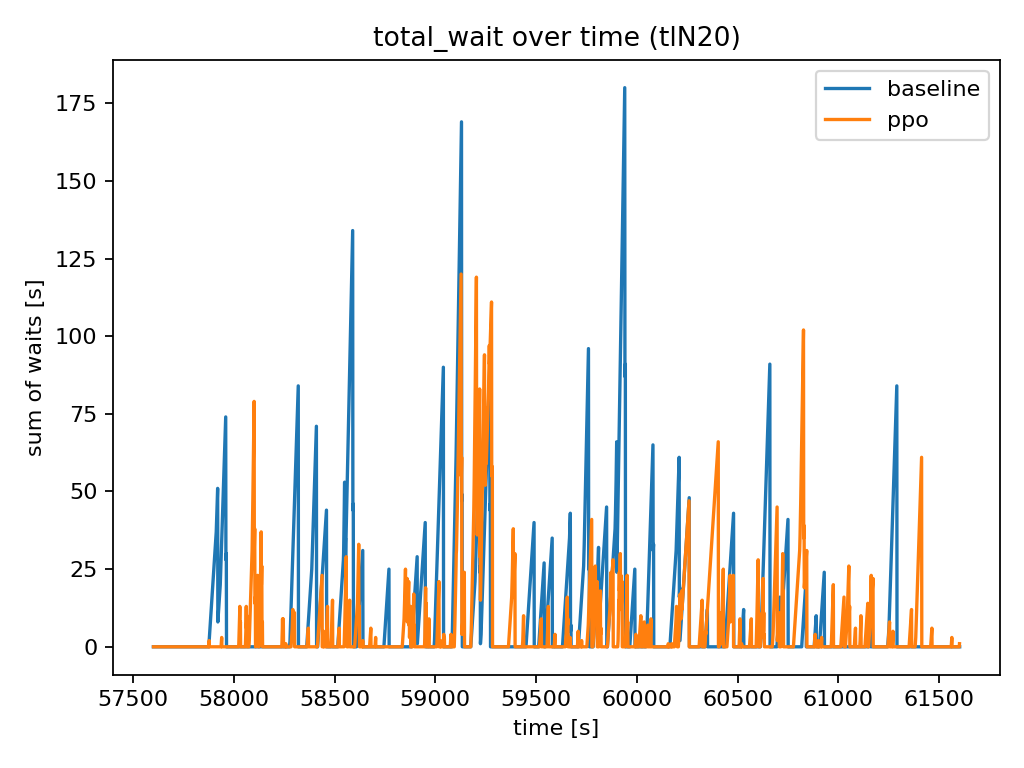 total_wait over time (tlN20)
baseline
ppo
sum of waits [s]
175
150
125
100
75
50
25
0
57500 58000 58500 59000 59500 60000 60500 61000 61500
time [s]